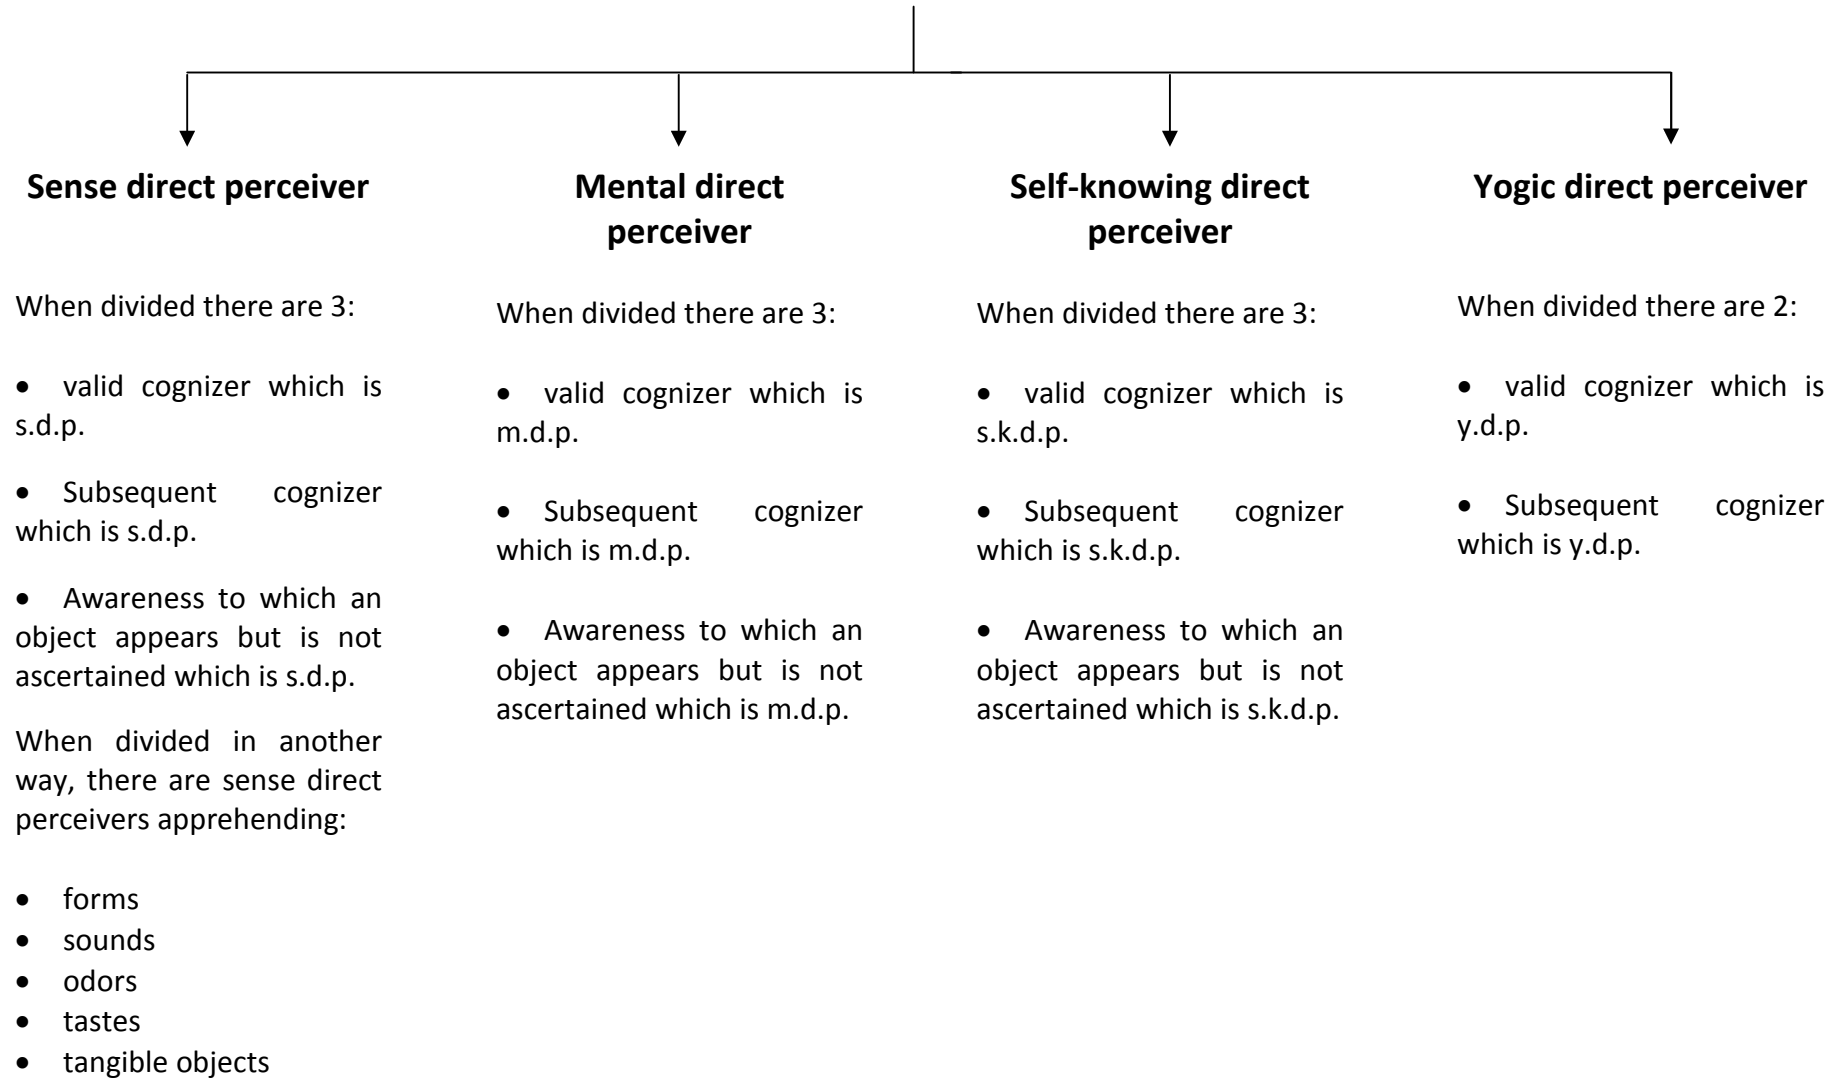 Sense direct perceiver
When divided there are 3:
• valid cognizer which is
s.d.p.
• Subsequent cognizer
which is s.d.p.
• Awareness to which an
object appears but is not
ascertained which is s.d.p.
When divided in another
way, there are sense direct
perceivers apprehending:
• forms
• sounds
• odors
• tastes
• tangible objects
Mental direct
perceiver
When divided there are 3:
• valid cognizer which is
m.d.p.
• Subsequent cognizer
which is m.d.p.
• Awareness to which an
object appears but is not
ascertained which is m.d.p.
Self-knowing direct
perceiver
When divided there are 3:
• valid cognizer which is
s.k.d.p.
• Subsequent cognizer
which is s.k.d.p.
• Awareness to which an
object appears but is not
ascertained which is s.k.d.p.
Yogic direct perceiver
When divided there are 2:
• valid cognizer which is
y.d.p.
• Subsequent cognizer
which is y.d.p.